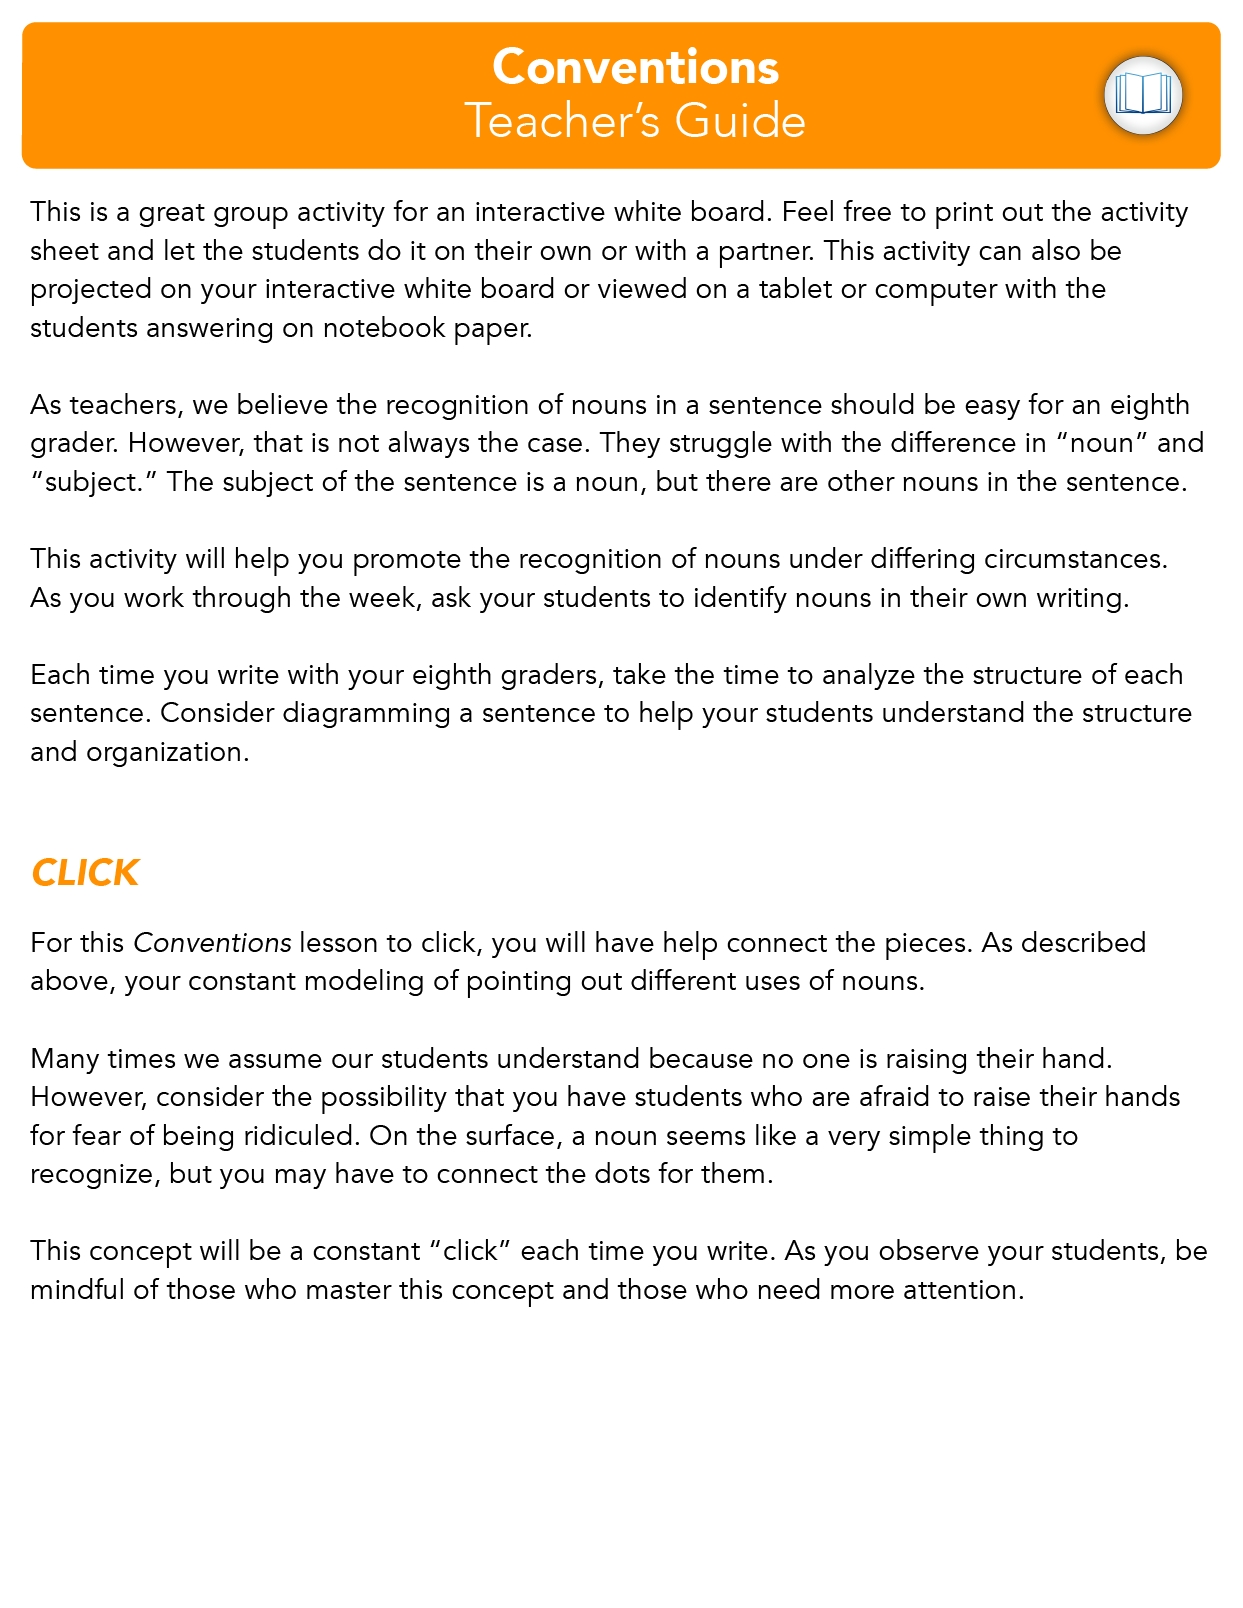 Conventions
Teacher’s Guide
This is a great group activity for an interactive white board. Feel free to print out the activity
sheet and let the students do it on their own or with a partner. This activity can also be
projected on your interactive white board or viewed on a tablet or computer with the
students answering on notebook paper.
As teachers, we believe the recognition of nouns in a sentence should be easy for an eighth
grader. However, that is not always the case. They struggle with the difference in “noun” and
“subject.” The subject of the sentence is a noun, but there are other nouns in the sentence.
This activity will help you promote the recognition of nouns under differing circumstances.
As you work through the week, ask your students to identify nouns in their own writing.
Each time you write with your eighth graders, take the time to analyze the structure of each
sentence. Consider diagramming a sentence to help your students understand the structure
and organization.
CLICK
For this Conventions lesson to click, you will have help connect the pieces. As described
above, your constant modeling of pointing out different uses of nouns.
Many times we assume our students understand because no one is raising their hand.
However, consider the possibility that you have students who are afraid to raise their hands
for fear of being ridiculed. On the surface, a noun seems like a very simple thing to
recognize, but you may have to connect the dots for them.
This concept will be a constant “click” each time you write. As you observe your students, be
mindful of those who master this concept and those who need more attention.